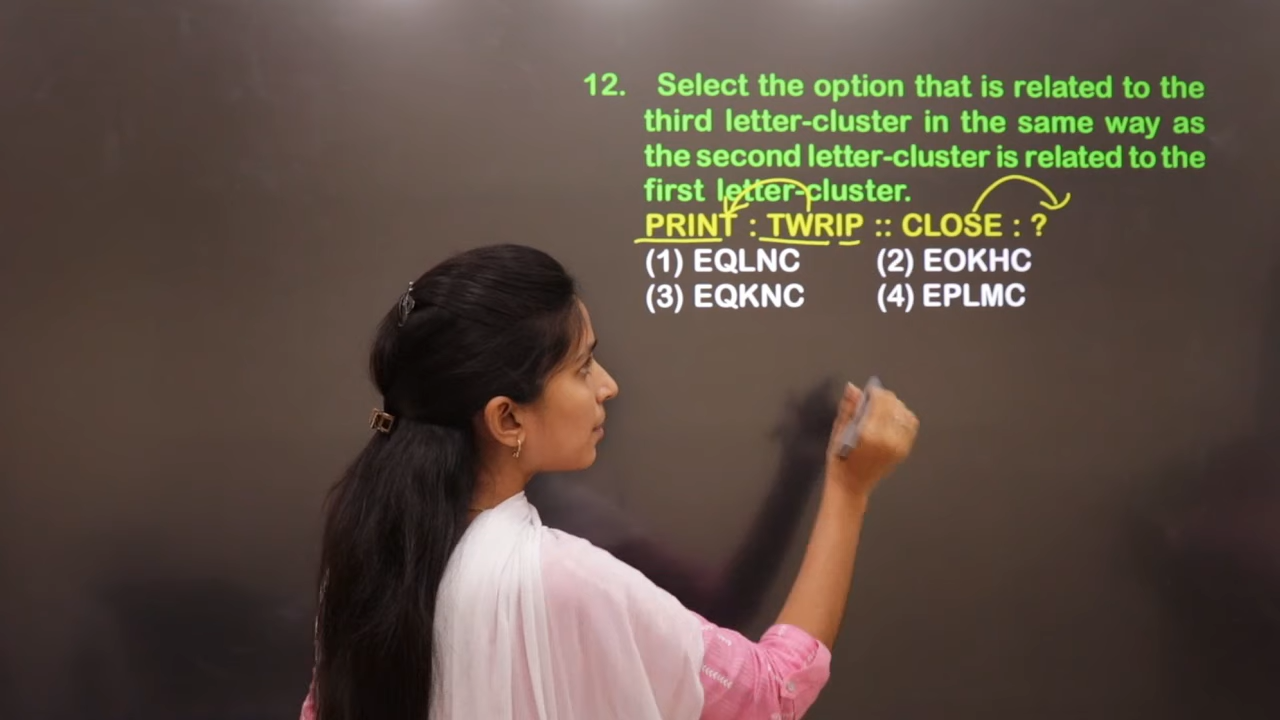 12. Select the option that is related to the
third letter-cluster in the same way as
the second letter-cluster is related to the
first letter-cluster.
PRINT : TWRIP :: CLOSE : ?
(1) EQLNC (2) EOKHC
(3) EQKNC (4) EPLMC